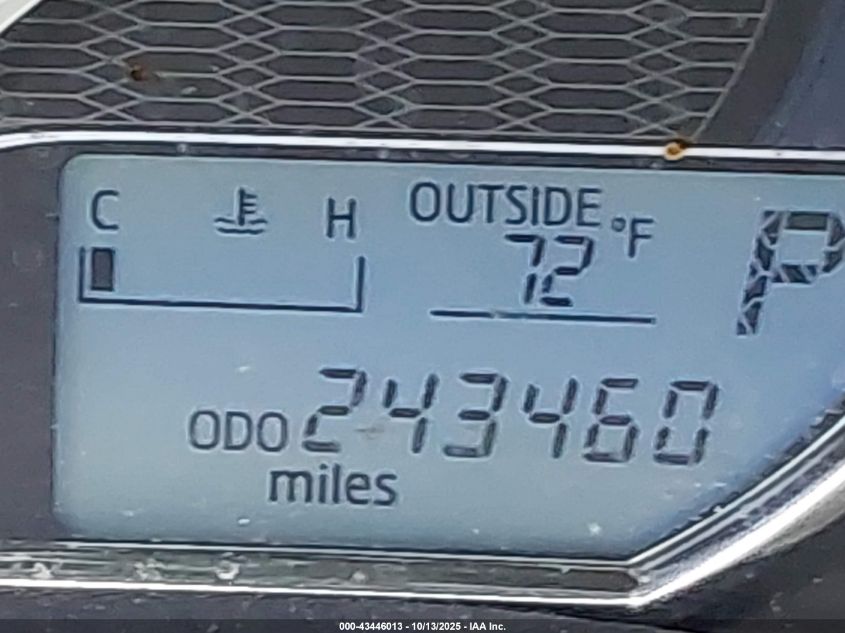 C H OUTSIDE °F P
72
ODO 243460
miles
000-43446013 - 10/13/2025 - IAA Inc.